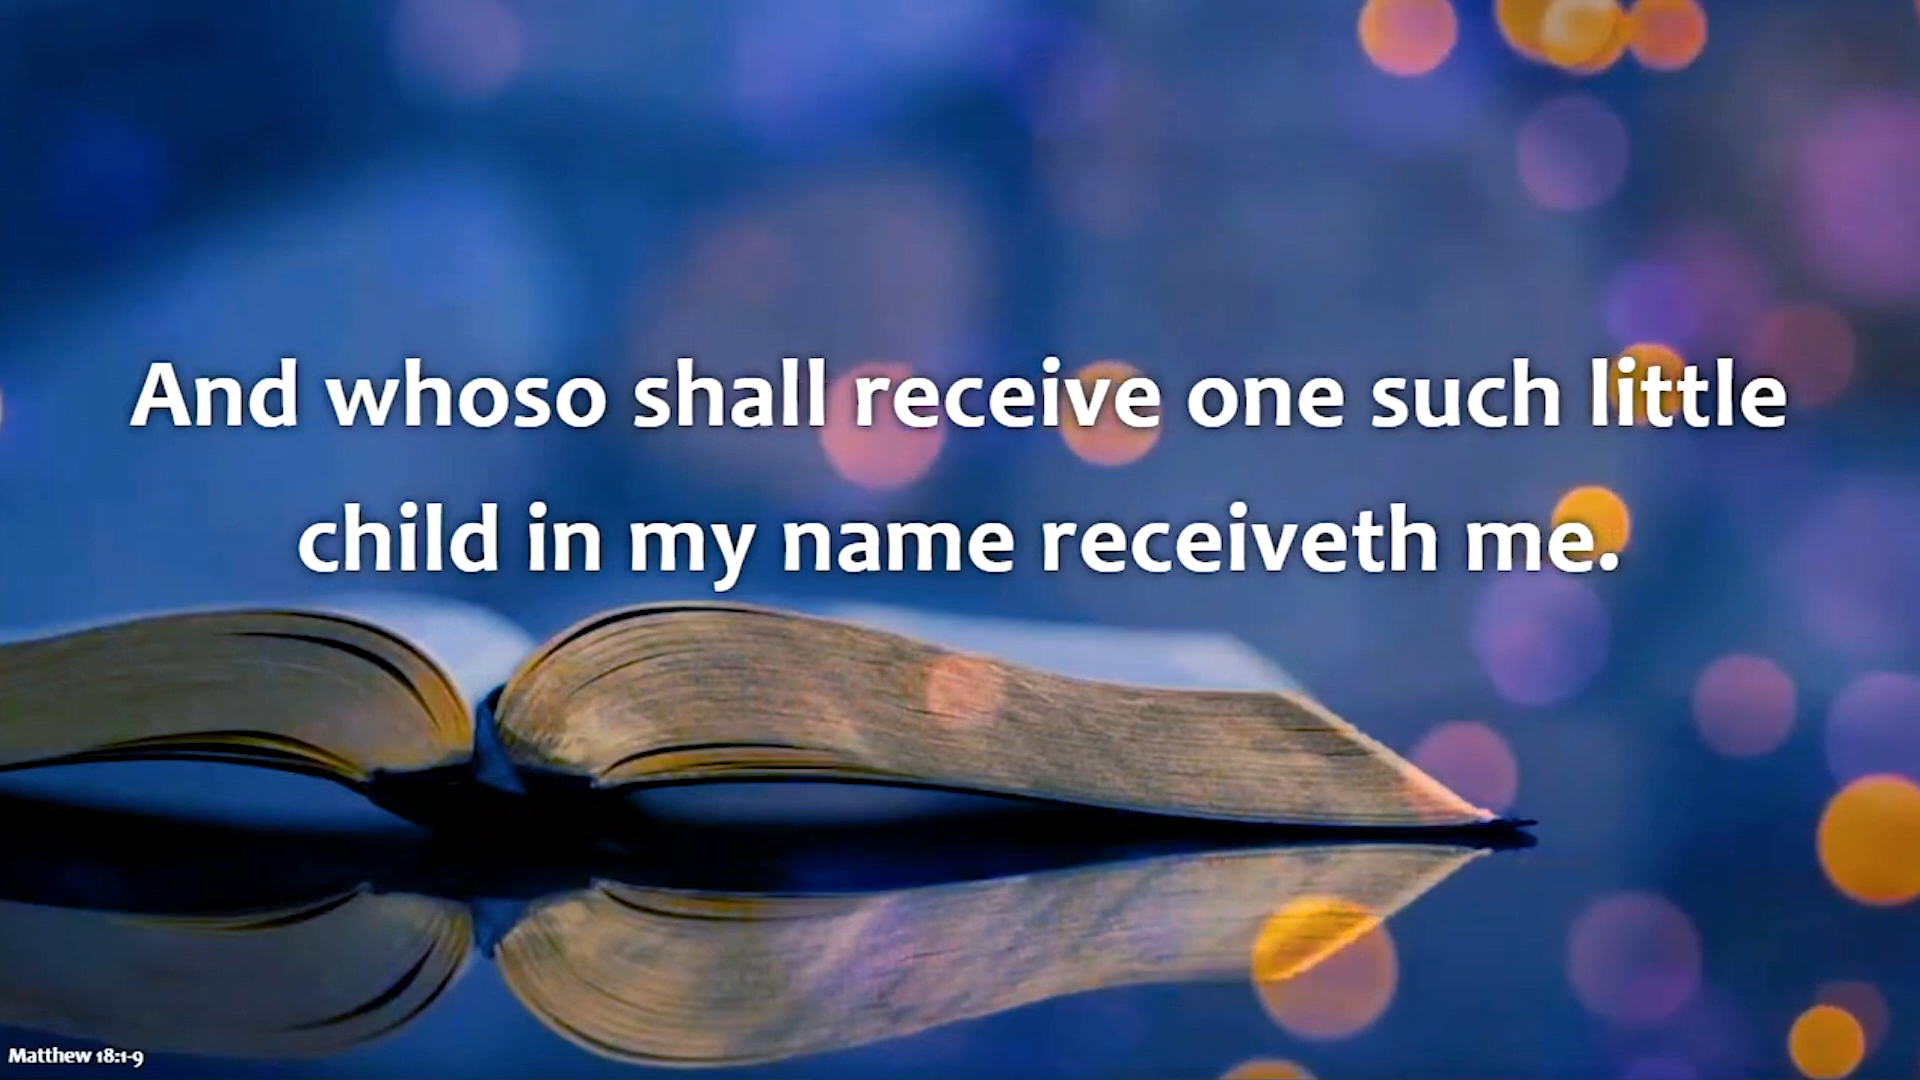 And whoso shall receive one such little
child in my name receiveth me.
Matthew 18:1-9